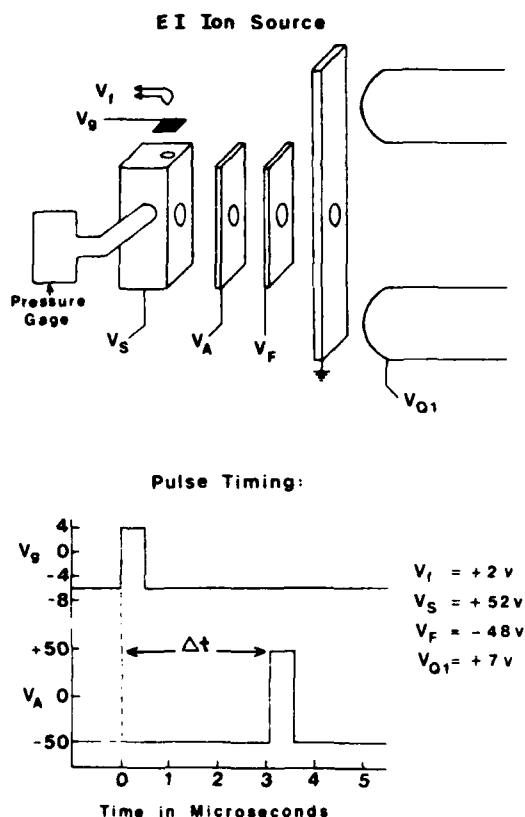 EI Ion Source
Vf
Vg
Pressure
Gage
VS
VA
VF
VQ1
Pulse Timing:
4
Vg 0
-4
-8
+50
VA 0
-50
Δt
0 1 2 3 4 5
Time in Microseconds
Vf = +2 v
VS = +52v
VF = -48v
VQ1= +7 v